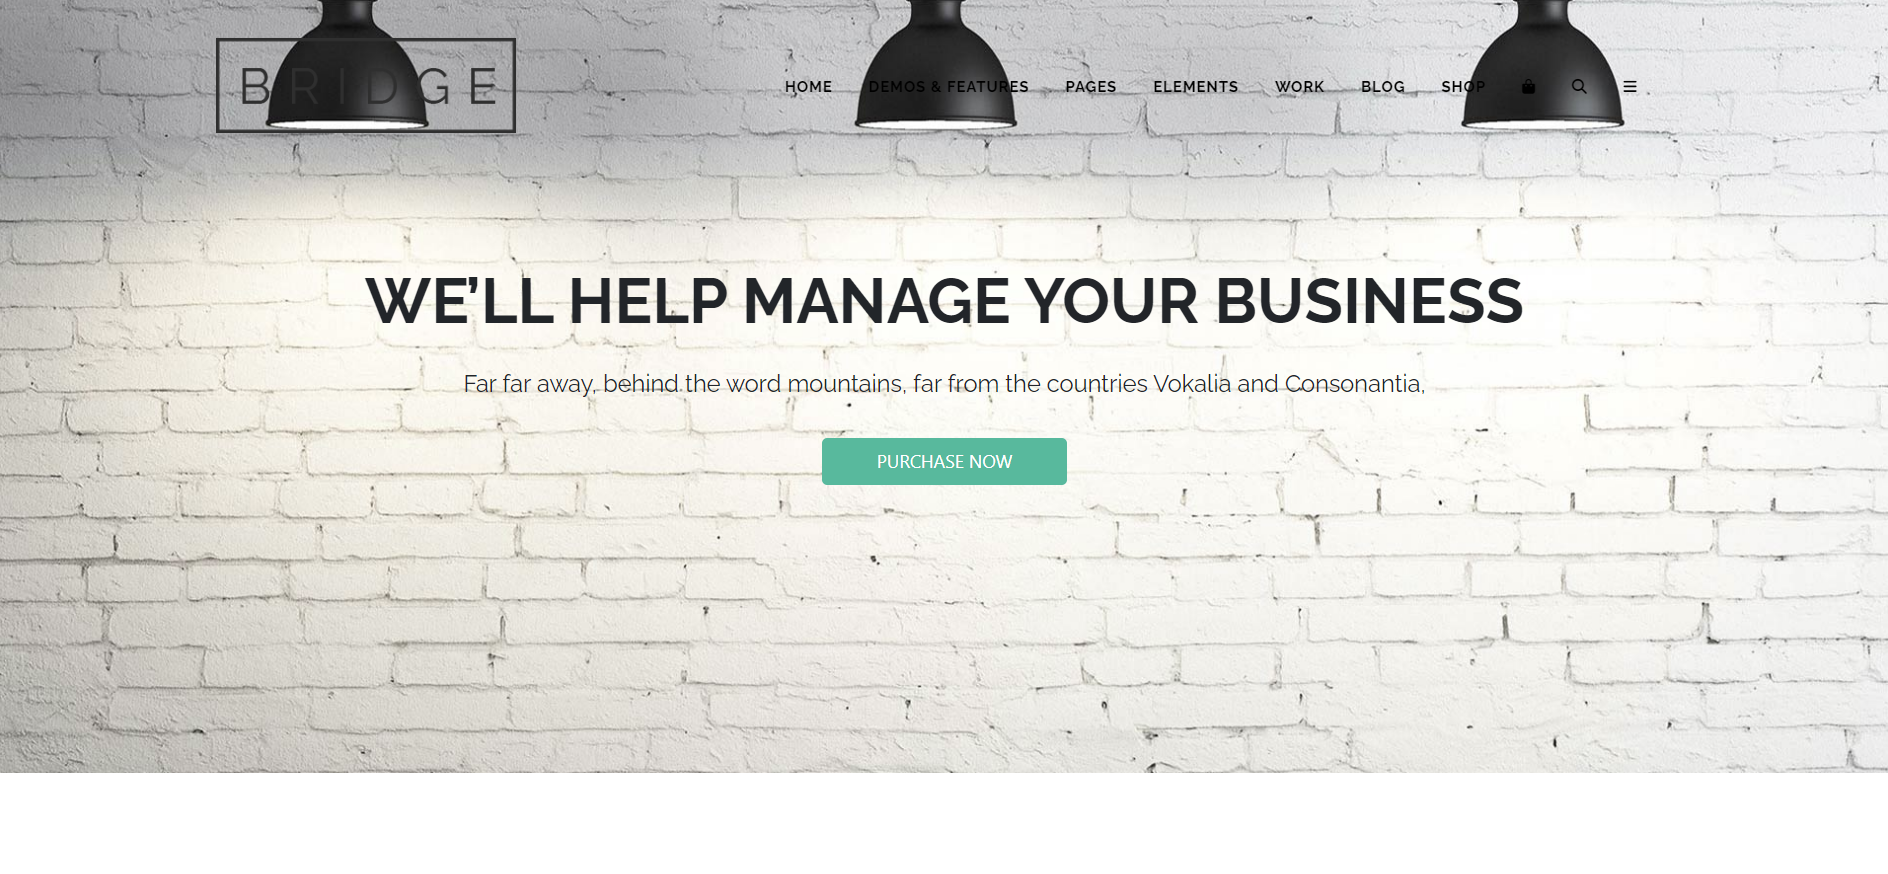 BRIDGE
HOME DEMOS & FEATURES PAGES ELEMENTS WORK BLOG SHOP
WE’LL HELP MANAGE YOUR BUSINESS
Far far away, behind the word mountains, far from the countries Vokalia and Consonantia,
PURCHASE NOW